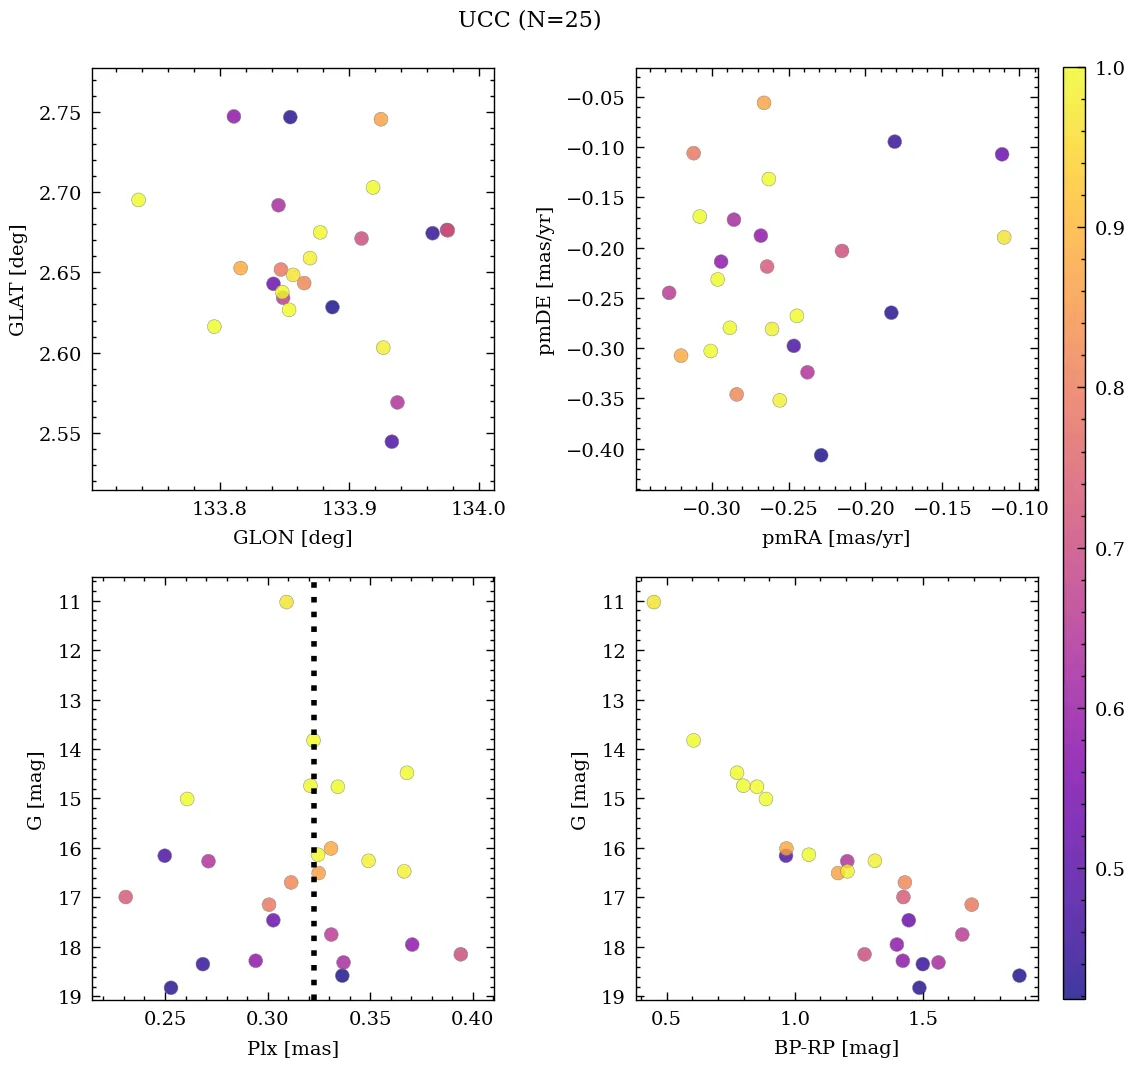 UCC (N=25)
2.75
2.70
2.65
2.60
2.55
GLAT [deg]
133.8 133.9 134.0
GLON [deg]
−0.05
−0.10
−0.15
−0.20
−0.25
−0.30
−0.35
−0.40
pmDE [mas/yr]
−0.30 −0.25 −0.20 −0.15 −0.10
pmRA [mas/yr]
11
12
13
14
15
16
17
18
19
G [mag]
0.25 0.30 0.35 0.40
Plx [mas]
11
12
13
14
15
16
17
18
19
G [mag]
0.5 1.0 1.5
BP-RP [mag]
1.0
0.9
0.8
0.7
0.6
0.5